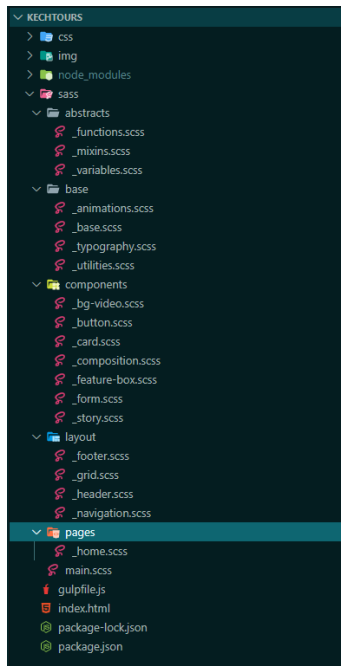 KECHTOURS
css
img
node_modules
sass
abstracts
_functions.scss
_mixins.scss
_variables.scss
base
_animations.scss
_base.scss
_typography.scss
_utilities.scss
components
_bg-video.scss
_button.scss
_card.scss
_composition.scss
_feature-box.scss
_form.scss
_story.scss
layout
_footer.scss
_grid.scss
_header.scss
_navigation.scss
pages
_home.scss
main.scss
gulpfile.js
index.html
package-lock.json
package.json